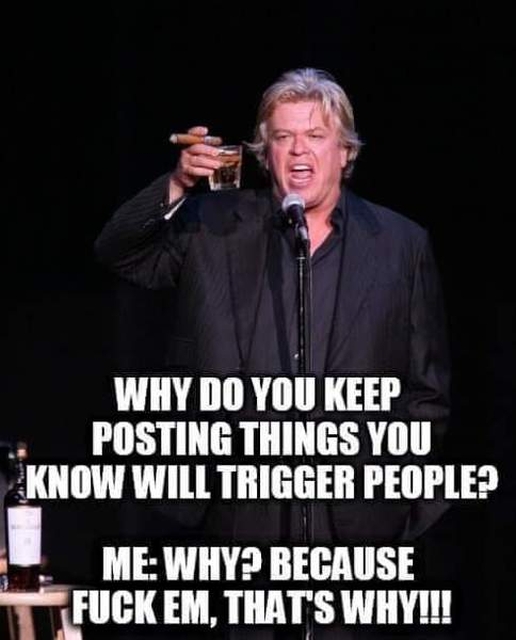 WHY DO YOU KEEP
POSTING THINGS YOU
KNOW WILL TRIGGER PEOPLE?
ME: WHY? BECAUSE
FUCK EM, THAT'S WHY!!!